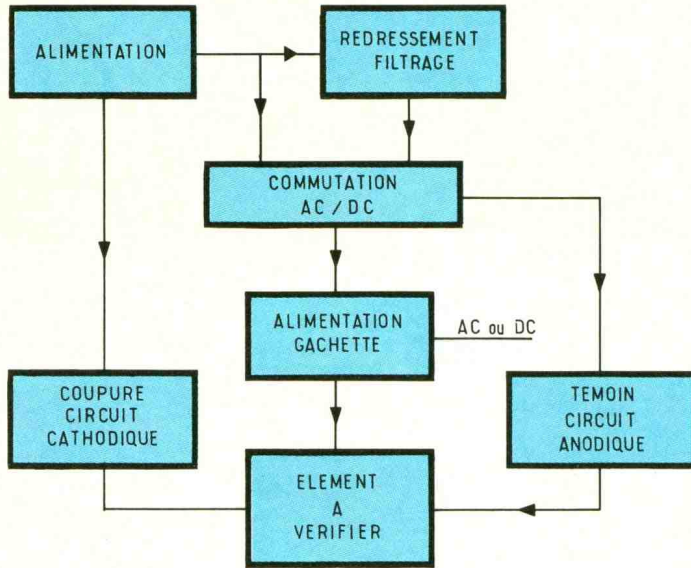 ALIMENTATION
REDRESSEMENT
FILTRAGE
COMMUTATION
AC / DC
ALIMENTATION
GACHETTE
AC ou DC
COUPURE
CIRCUIT
CATHODIQUE
TEMOIN
CIRCUIT
ANODIQUE
ELEMENT
A
VERIFIER